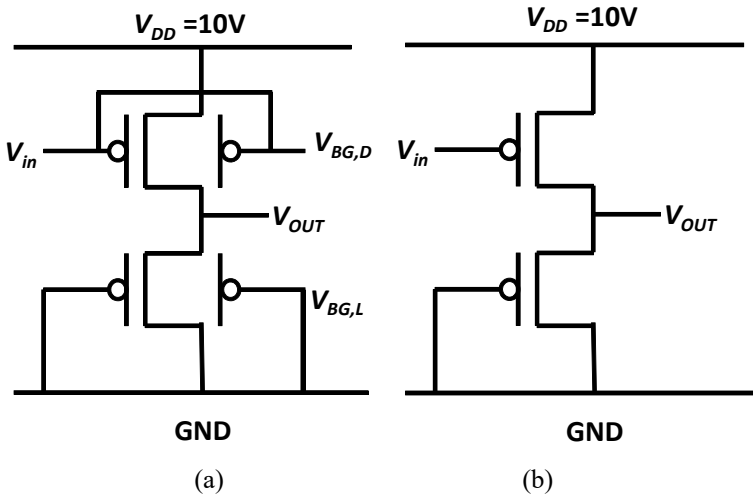 V_DD =10V
V_in
V_BG,D
V_OUT
V_BG,L
GND
(a)
V_DD =10V
V_in
V_OUT
GND
(b)